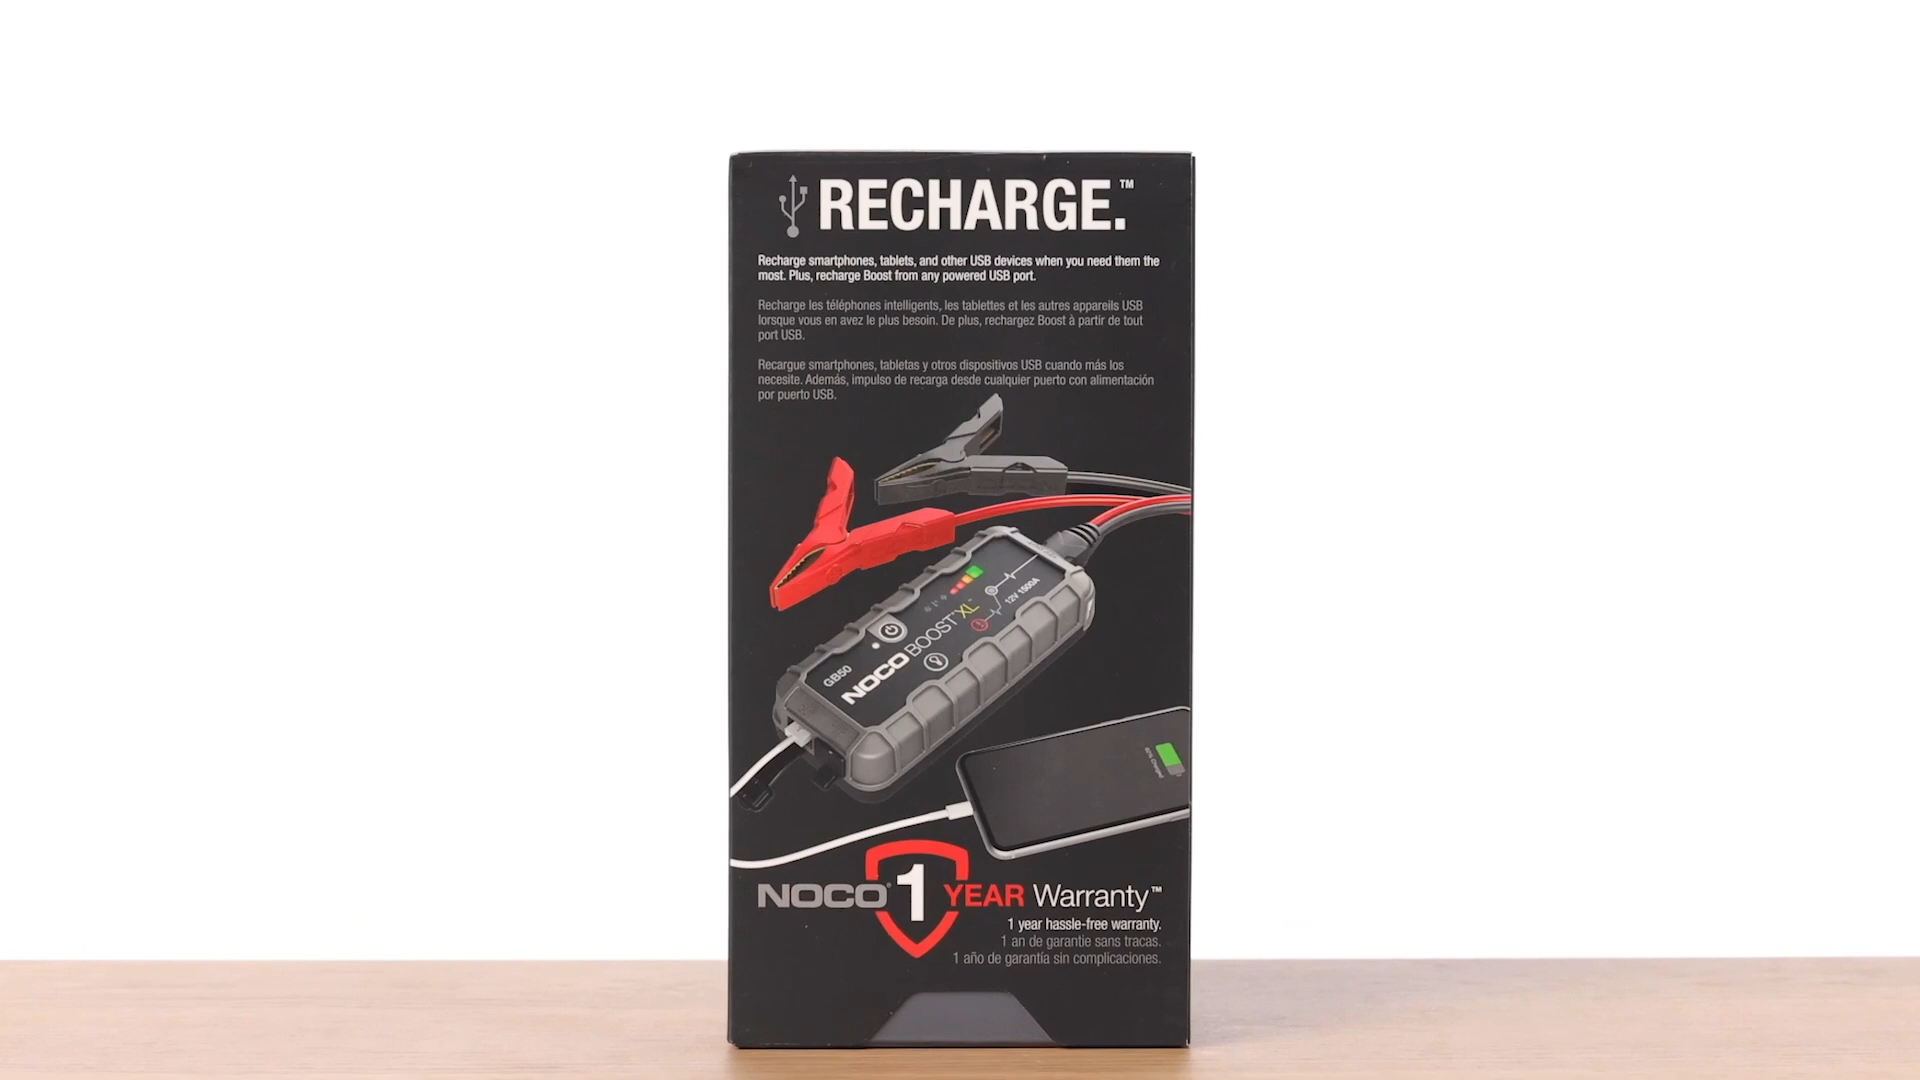 RECHARGE.™
Recharge smartphones, tablets, and other USB devices when you need them the
most. Plus, recharge Boost from any powered USB port.
Recharge les téléphones intelligents, les tablettes et les autres appareils USB
lorsque vous en avez le plus besoin. De plus, rechargez Boost à partir de tout
port USB.
Recargue smartphones, tabletas y otros dispositivos USB cuando más los
necesite. Además, impulso de recarga desde cualquier puerto con alimentación
por puerto USB.
12V 1500A
GB50
NOCO BOOST™XL™
NOCO® 1 YEAR Warranty™
1 year hassle-free warranty.
1 an de garantie sans tracas.
1 año de garantía sin complicaciones.